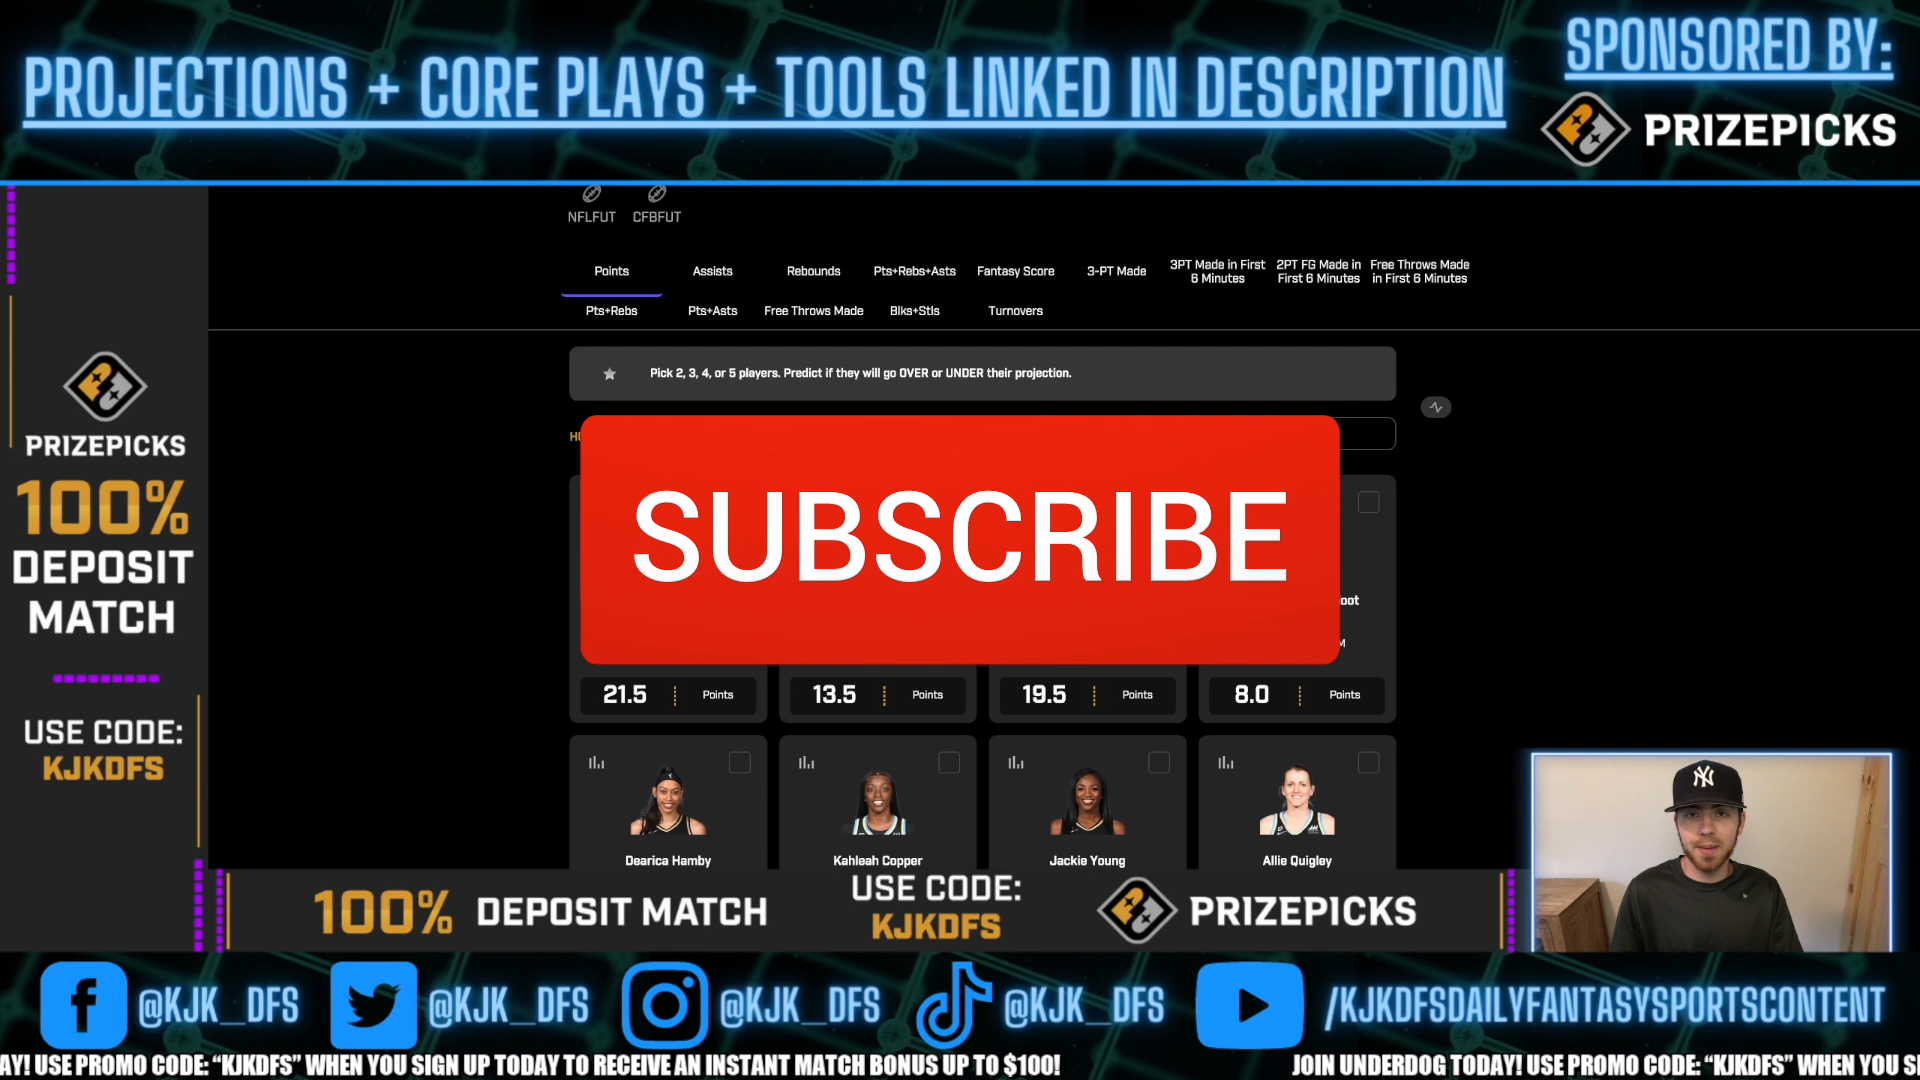 PROJECTIONS + CORE PLAYS + TOOLS LINKED IN DESCRIPTION
SPONSORED BY:
PRIZEPICKS
NFLFUT CFBFUT
Points Assists Rebounds Pts+Rebs+Asts Fantasy Score 3-PT Made 3PT Made in First 6 Minutes 2PT FG Made in First 6 Minutes Free Throws Made in First 6 Minutes
Pts+Rebs Pts+Asts Free Throws Made Blks+Stls Turnovers
Pick 2, 3, 4, or 5 players. Predict if they will go OVER or UNDER their projection.
SUBSCRIBE
21.5 Points 13.5 Points 19.5 Points 8.0 Points
Dearica Hamby Kahleah Copper Jackie Young Allie Quigley
PRIZEPICKS
100%
DEPOSIT
MATCH
USE CODE:
KJKDFS
100% DEPOSIT MATCH
USE CODE:
KJKDFS
PRIZEPICKS
@KJK_DFS @KJK_DFS @KJK_DFS @KJK_DFS /KJKDFSDAILYFANTASYSPORTSCONTENT
AY! USE PROMO CODE: “KJKDFS” WHEN YOU SIGN UP TODAY TO RECEIVE AN INSTANT MATCH BONUS UP TO $100! JOIN UNDERDOG TODAY! USE PROMO CODE: “KJKDFS” WHEN YOU